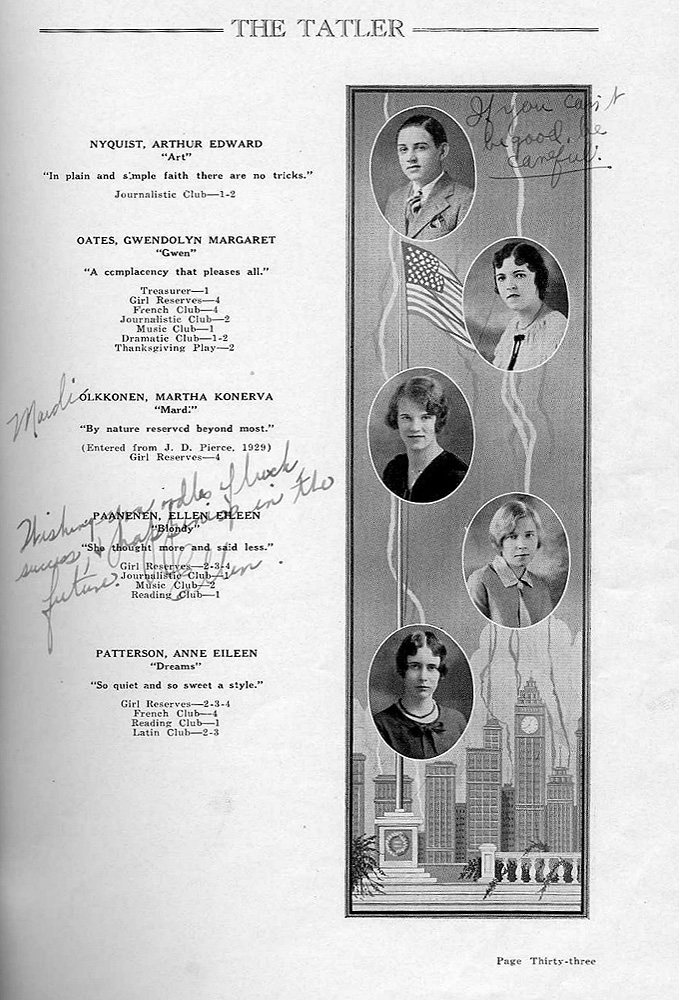 THE TATLER
If you can't
be good, be
careful.
NYQUIST, ARTHUR EDWARD
"Art"
"In plain and simple faith there are no tricks."
Journalistic Club—1-2
OATES, GWENDOLYN MARGARET
"Gwen"
"A complacency that pleases all."
Treasurer—1
Girl Reserves—4
French Club—4
Journalistic Club—2
Music Club—1
Dramatic Club—1-2
Thanksgiving Play—2
Mardi
OLKKONEN, MARTHA KONERVA
"Mardi"
"By nature reserved beyond most."
(Entered from J. D. Pierce, 1929)
Girl Reserves—4
Wishing you oodles of luck
success, & happiness in the
future.
PAANENEN, ELLEN EILEEN
"Blondy"
"She thought more and said less."
Girl Reserves—2-3-4
Journalistic Club—1
Music Club—2
Reading Club—1
PATTERSON, ANNE EILEEN
"Dreams"
"So quiet and so sweet a style."
Girl Reserves—2-3-4
French Club—4
Reading Club—1
Latin Club—2-3
Page Thirty-three